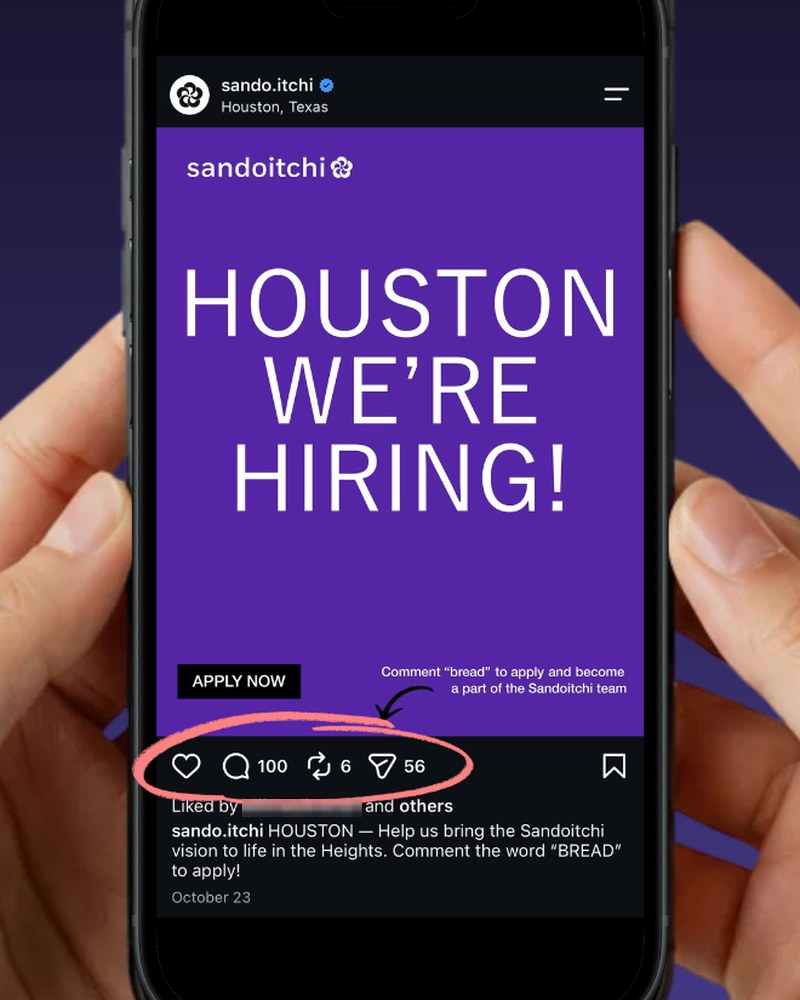 sando.itchi
Houston, Texas
sandoitchi
HOUSTON
WE’RE
HIRING!
APPLY NOW
Comment “bread” to apply and become
a part of the Sandoitchi team
100 6 56
Liked by and others
sando.itchi HOUSTON — Help us bring the Sandoitchi
vision to life in the Heights. Comment the word “BREAD”
to apply!
October 23